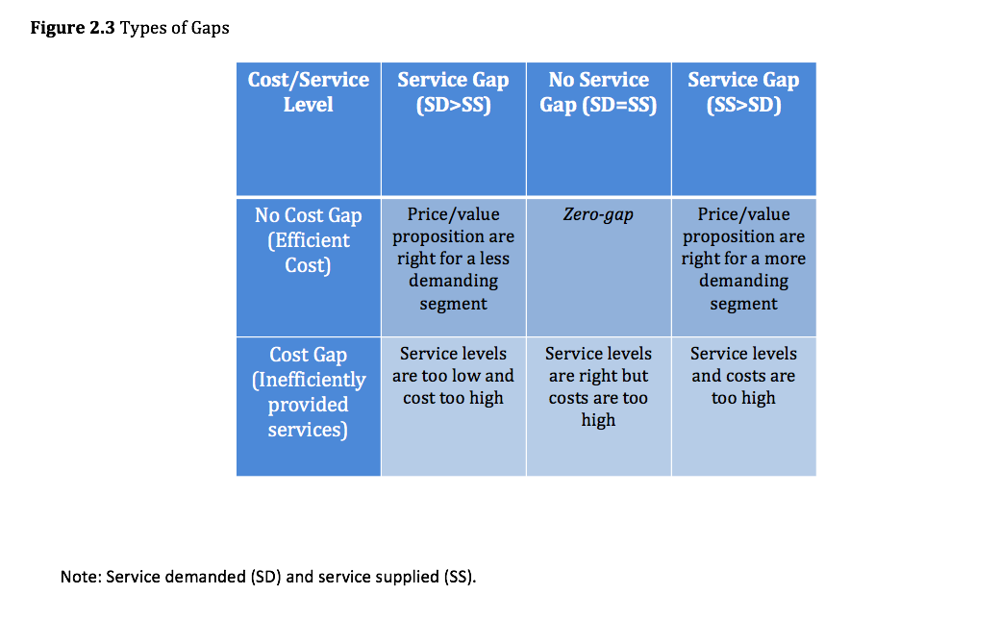 Figure 2.3 Types of Gaps
Cost/Service
Level
Service Gap
(SD>SS)
No Service
Gap (SD=SS)
Service Gap
(SS>SD)
No Cost Gap
(Efficient
Cost)
Price/value
proposition are
right for a less
demanding
segment
Zero-gap
Price/value
proposition are
right for a more
demanding
segment
Cost Gap
(Inefficiently
provided
services)
Service levels
are too low and
cost too high
Service levels
are right but
costs are too
high
Service levels
and costs are
too high
Note: Service demanded (SD) and service supplied (SS).